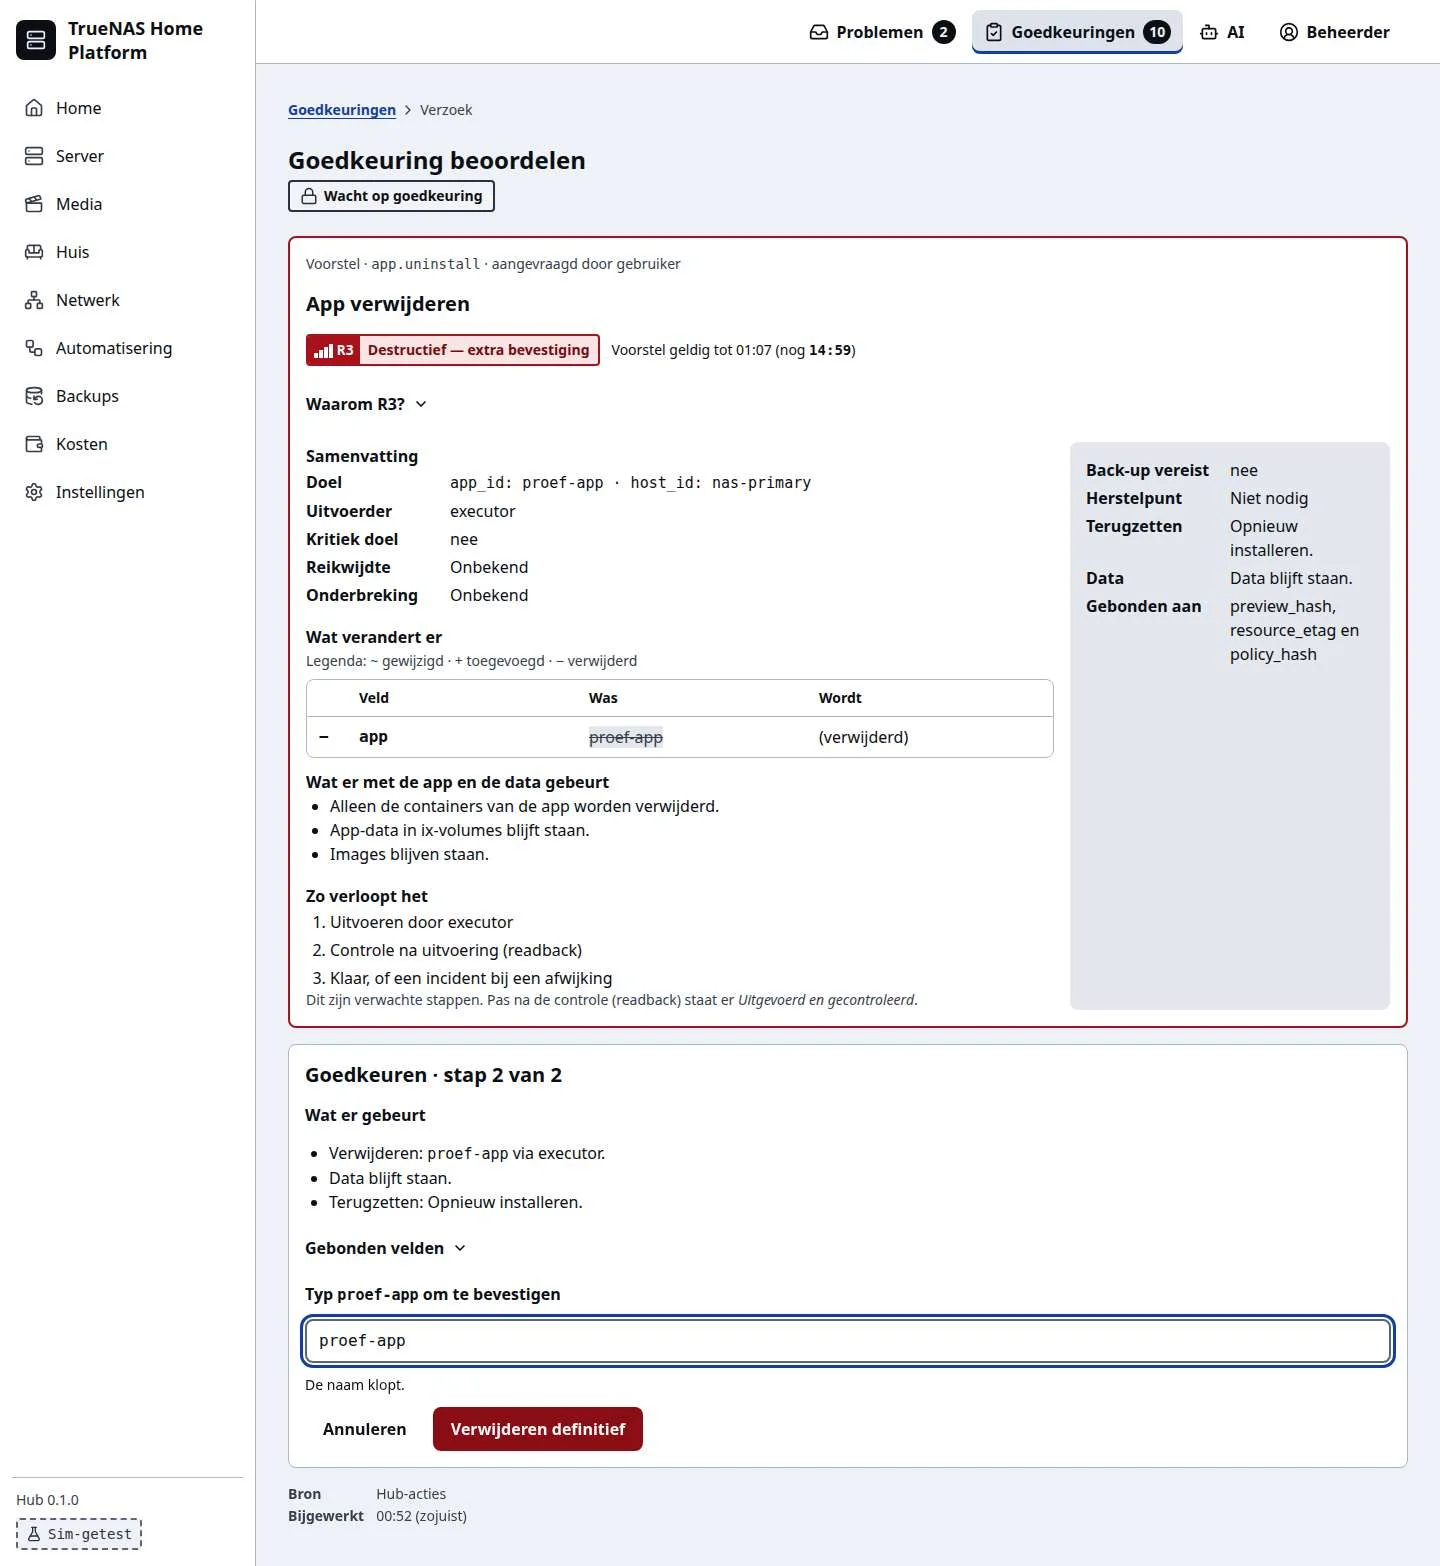 TrueNAS Home
Platform
Home
Server
Media
Huis
Netwerk
Automatisering
Backups
Kosten
Instellingen
Hub 0.1.0
Sim-getest
Problemen 2
Goedkeuringen 10
AI
Beheerder
Goedkeuringen > Verzoek
Goedkeuring beoordelen
Wacht op goedkeuring
Voorstel · app.uninstall · aangevraagd door gebruiker
App verwijderen
R3 Destructief — extra bevestiging Voorstel geldig tot 01:07 (nog 14:59)
Waarom R3?
Samenvatting
Doel app_id: proef-app · host_id: nas-primary
Uitvoerder executor
Kritiek doel nee
Reikwijdte Onbekend
Onderbreking Onbekend
Wat verandert er
Legenda: ~ gewijzigd · + toegevoegd · − verwijderd
Veld Was Wordt
− app proef-app (verwijderd)
Wat er met de app en de data gebeurt
• Alleen de containers van de app worden verwijderd.
• App-data in ix-volumes blijft staan.
• Images blijven staan.
Zo verloopt het
1. Uitvoeren door executor
2. Controle na uitvoering (readback)
3. Klaar, of een incident bij een afwijking
Dit zijn verwachte stappen. Pas na de controle (readback) staat er Uitgevoerd en gecontroleerd.
Back-up vereist nee
Herstelpunt Niet nodig
Terugzetten Opnieuw
installeren.
Data Data blijft staan.
Gebonden aan preview_hash,
resource_etag en
policy_hash
Goedkeuren · stap 2 van 2
Wat er gebeurt
• Verwijderen: proef-app via executor.
• Data blijft staan.
• Terugzetten: Opnieuw installeren.
Gebonden velden
Typ proef-app om te bevestigen
proef-app
De naam klopt.
Annuleren Verwijderen definitief
Bron Hub-acties
Bijgewerkt 00:52 (zojuist)